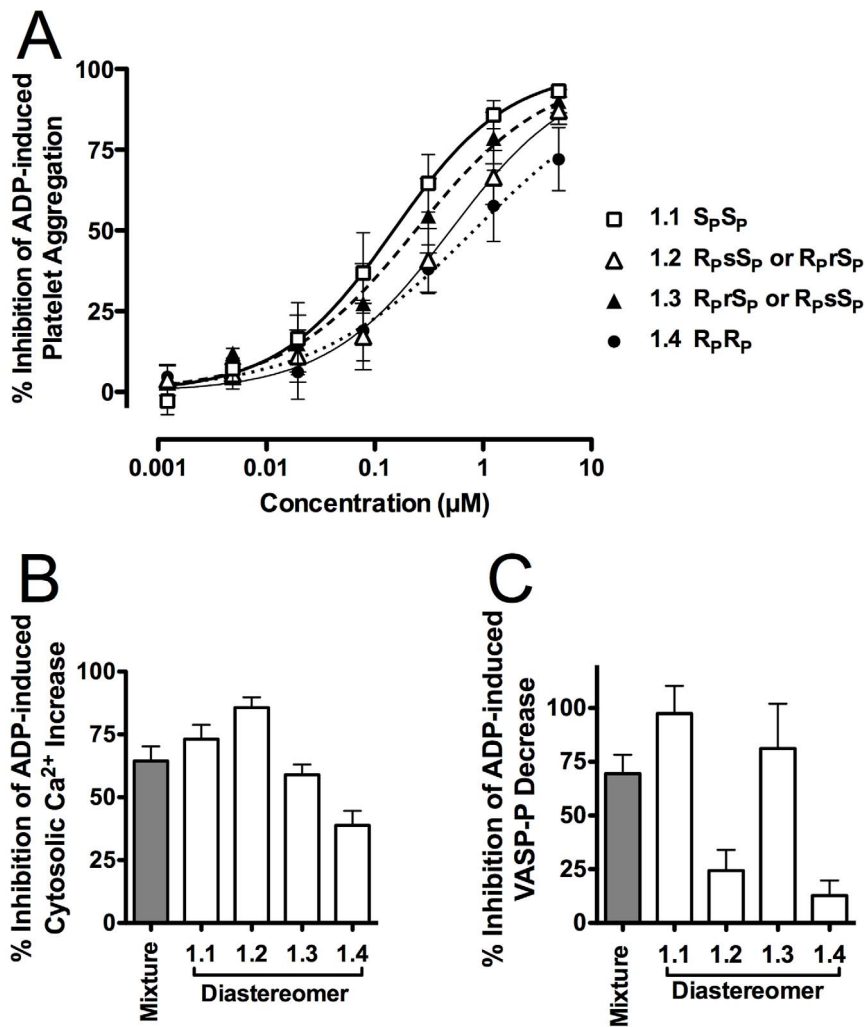 A
% Inhibition of ADP-induced
Platelet Aggregation
100
75
50
25
0
0.001 0.01 0.1 1 10
Concentration (µM)
1.1 SPSP
1.2 RPsSP or RPrSP
1.3 RPrSP or RPsSP
1.4 RPRP
B
% Inhibition of ADP-induced
Cytosolic Ca2+ Increase
100
75
50
25
0
Mixture
1.1 1.2 1.3 1.4
Diastereomer
C
% Inhibition of ADP-induced
VASP-P Decrease
100
75
50
25
0
Mixture
1.1 1.2 1.3 1.4
Diastereomer